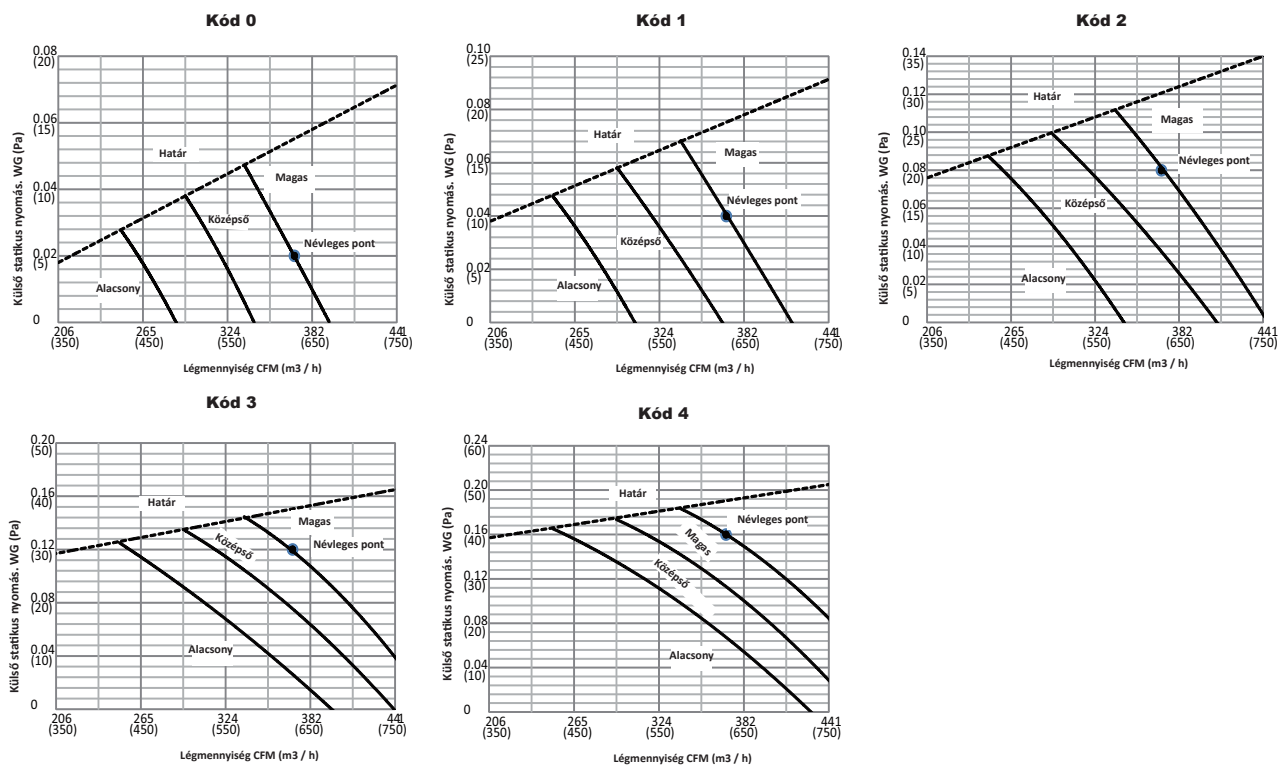 Kód 0
Külső statikus nyomás. WG (Pa)
0.08
(20)
0.06
(15)
0.04
(10)
0.02
(5)
0
Határ
Magas
Középső
Névleges pont
Alacsony
206 265 324 382 441
(350) (450) (550) (650) (750)
Légmennyiség CFM (m3 / h)
Kód 1
Külső statikus nyomás. WG (Pa)
0.10
(25)
0.08
(20)
0.06
(15)
0.04
(10)
0.02
(5)
0
Határ
Magas
Névleges pont
Középső
Alacsony
206 265 324 382 441
(350) (450) (550) (650) (750)
Légmennyiség CFM (m3 / h)
Kód 2
Külső statikus nyomás. WG (Pa)
0.14
(35)
0.12
(30)
0.10
(25)
0.08
(20)
0.06
(15)
0.04
(10)
0.02
(5)
0
Határ
Magas
Névleges pont
Középső
Alacsony
206 265 324 382 441
(350) (450) (550) (650) (750)
Légmennyiség CFM (m3 / h)
Kód 3
Külső statikus nyomás. WG (Pa)
0.20
(50)
0.16
(40)
0.12
(30)
0.08
(20)
0.04
(10)
0
Határ
Magas
Középső
Névleges pont
Alacsony
206 265 324 382 441
(350) (450) (550) (650) (750)
Légmennyiség CFM (m3 / h)
Kód 4
Külső statikus nyomás. WG (Pa)
0.24
(60)
0.20
(50)
0.16
(40)
0.12
(30)
0.08
(20)
0.04
(10)
0
Határ
Névleges pont
Magas
Középső
Alacsony
206 265 324 382 441
(350) (450) (550) (650) (750)
Légmennyiség CFM (m3 / h)